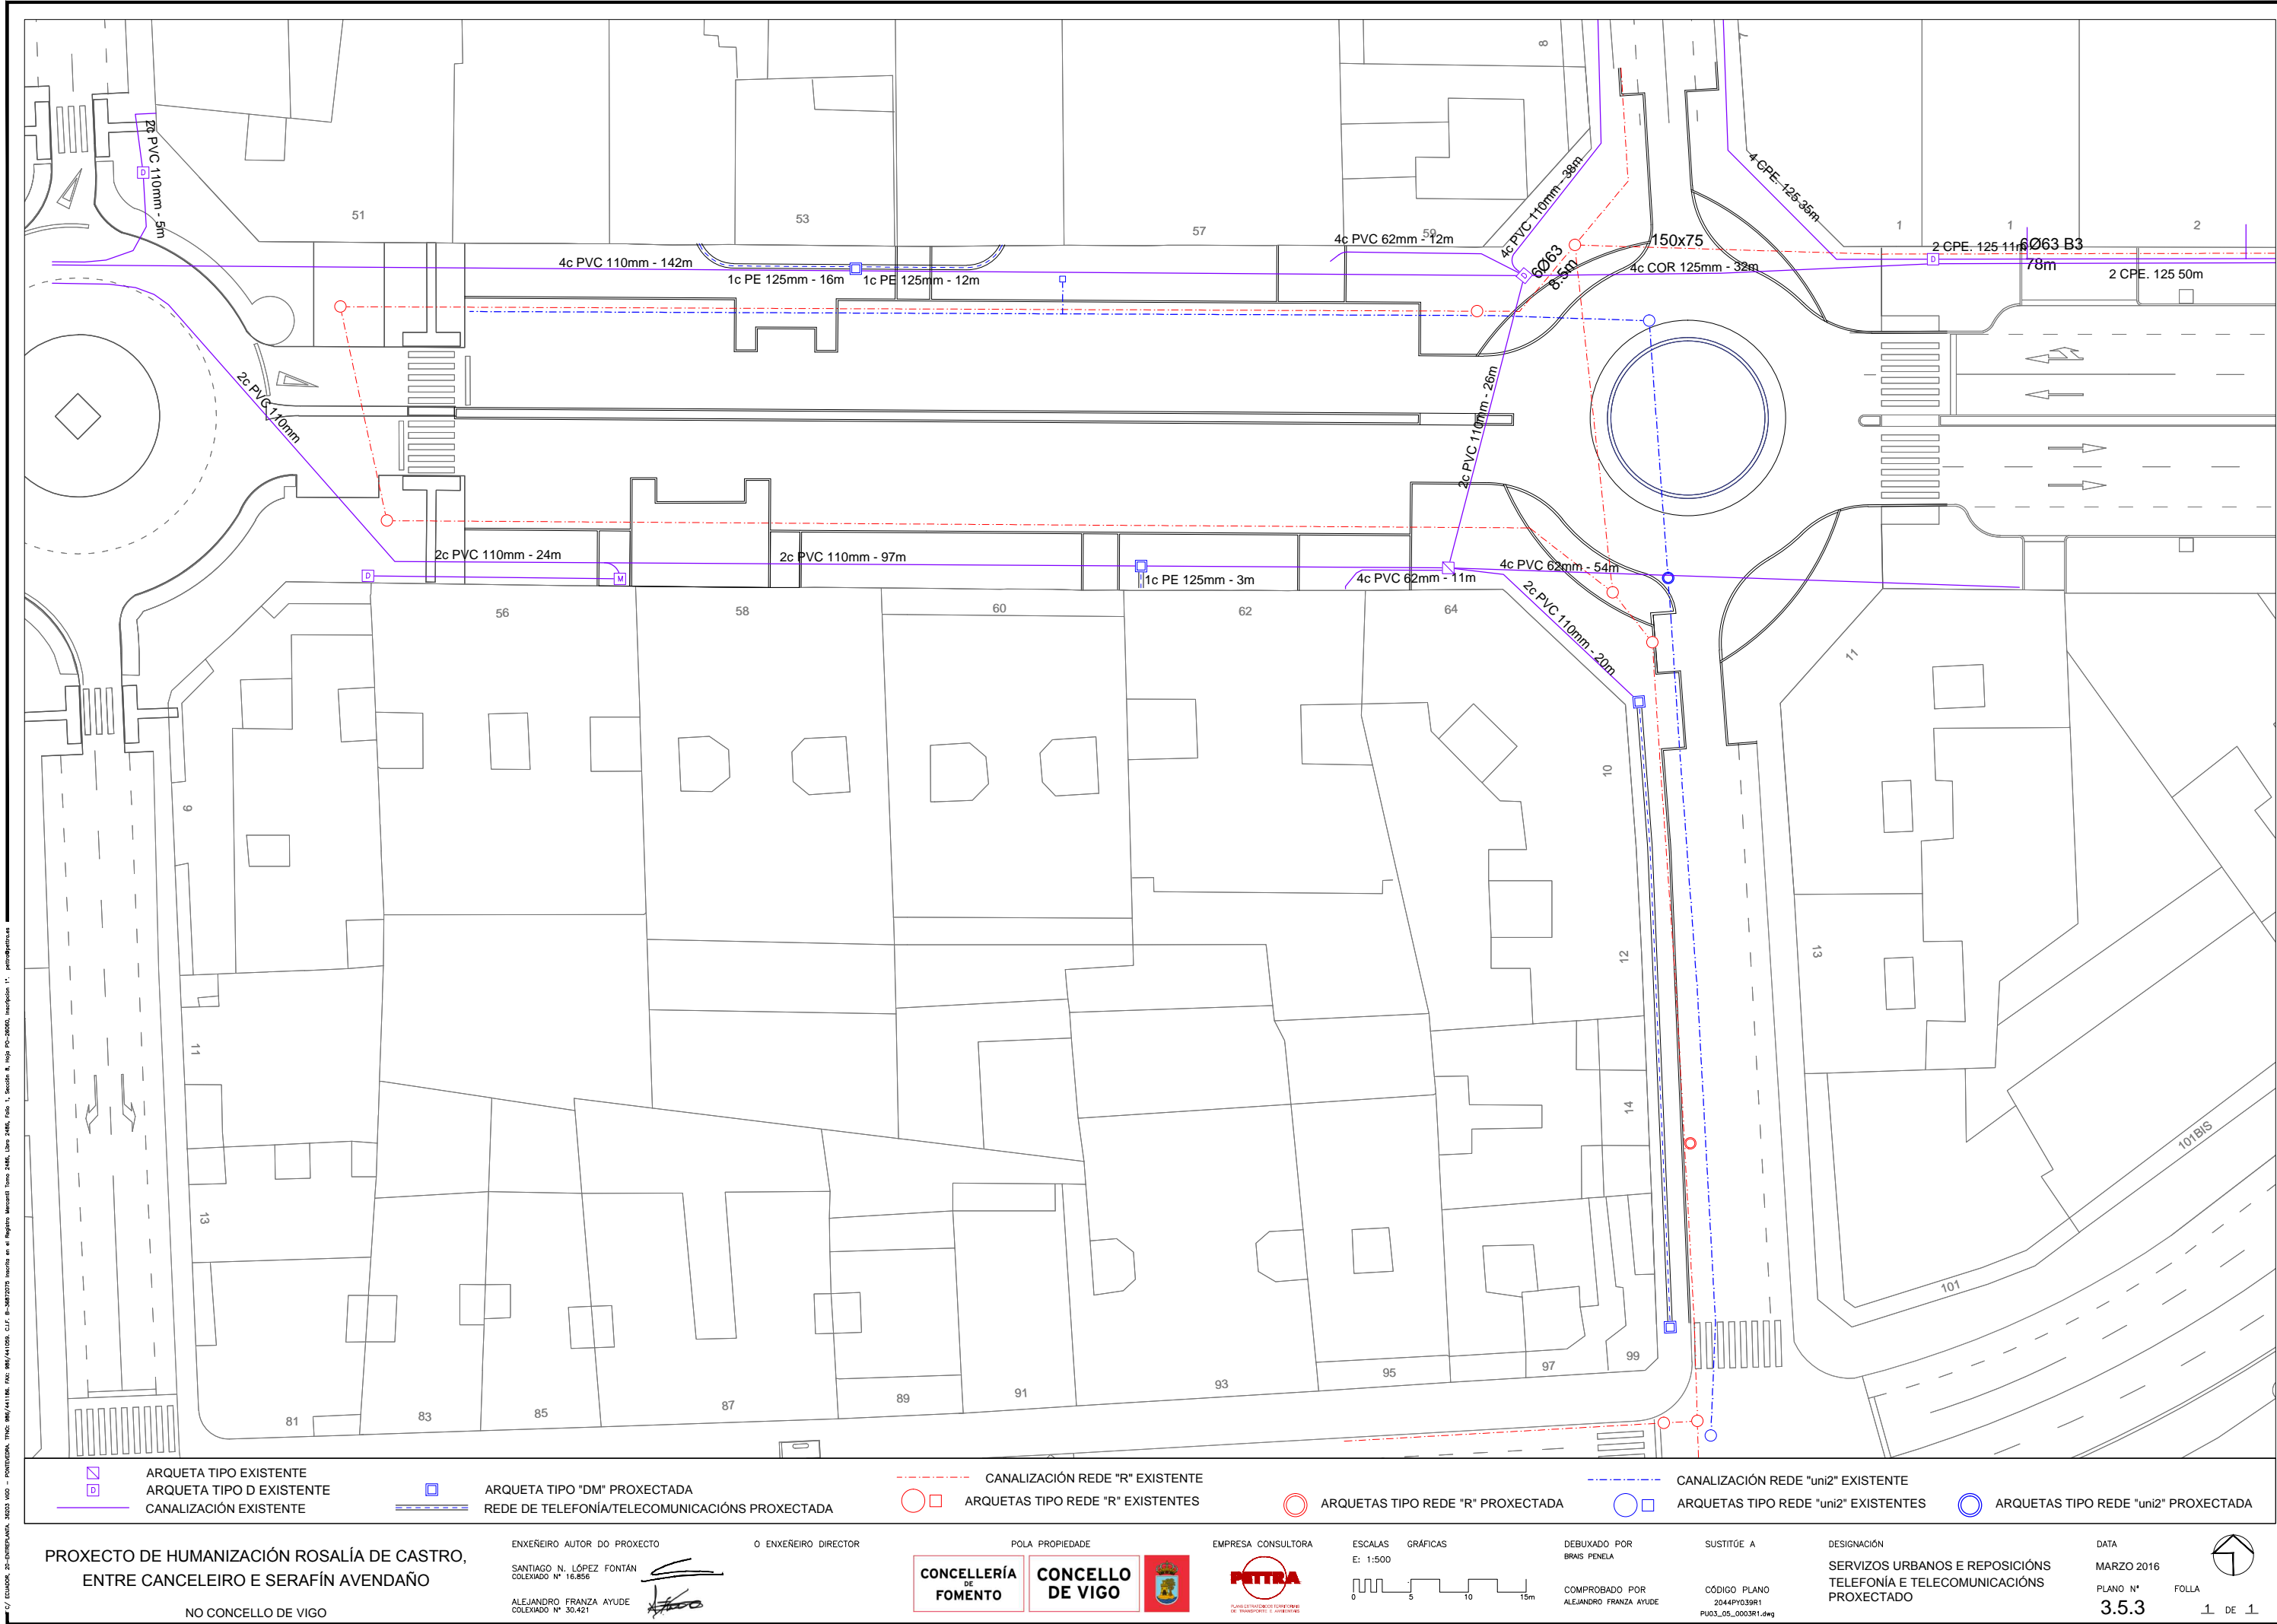 8
7
2c PVC 110mm - 5m
D
51
53
57
59
4c PVC 110mm - 38m
4 CPE. 125-35m
1
1
2
4c PVC 62mm - 12m
150x75
2 CPE. 125 11m
6Ø63 B3
78m
4c PVC 110mm - 142m
6Ø63
8.5m
4c COR 125mm - 32m
D
D
2 CPE. 125 50m
1c PE 125mm - 16m
1c PE 125mm - 12m
2c PVC 110mm
2c PVC 110mm - 26m
2c PVC 110mm - 24m
2c PVC 110mm - 97m
D
M
1c PE 125mm - 3m
4c PVC 62mm - 11m
4c PVC 62mm - 54m
2c PVC 110mm - 20m
56
58
60
62
64
11
9
10
12
13
11
14
13
101BIS
101
81
83
85
87
89
91
93
95
97
99
ARQUETA TIPO EXISTENTE
D
ARQUETA TIPO D EXISTENTE
CANALIZACIÓN EXISTENTE
ARQUETA TIPO "DM" PROXECTADA
REDE DE TELEFONÍA/TELECOMUNICACIÓNS PROXECTADA
CANALIZACIÓN REDE "R" EXISTENTE
ARQUETAS TIPO REDE "R" EXISTENTES
ARQUETAS TIPO REDE "R" PROXECTADA
CANALIZACIÓN REDE "uni2" EXISTENTE
ARQUETAS TIPO REDE "uni2" EXISTENTES
ARQUETAS TIPO REDE "uni2" PROXECTADA
PROXECTO DE HUMANIZACIÓN ROSALÍA DE CASTRO,
ENTRE CANCELEIRO E SERAFÍN AVENDAÑO
NO CONCELLO DE VIGO
ENXEÑEIRO AUTOR DO PROXECTO
SANTIAGO N. LÓPEZ FONTÁN
COLEXIADO Nº 16.856
ALEJANDRO FRANZA AYUDE
COLEXIADO Nº 30.421
O ENXEÑEIRO DIRECTOR
POLA PROPIEDADE
CONCELLERÍA
DE
FOMENTO
CONCELLO
DE VIGO
EMPRESA CONSULTORA
PETTRA
ESCALAS GRÁFICAS
E: 1:500
0 5 10 15m
DEBUXADO POR
BRAIS PENELA
COMPROBADO POR
ALEJANDRO FRANZA AYUDE
SUSTITÚE A
CÓDIGO PLANO
2044PY039R1
PU03_05_0003R1.dwg
DESIGNACIÓN
SERVIZOS URBANOS E REPOSICIÓNS
TELEFONÍA E TELECOMUNICACIÓNS
PROXECTADO
DATA
MARZO 2016
PLANO Nº
3.5.3
FOLLA
1 DE 1